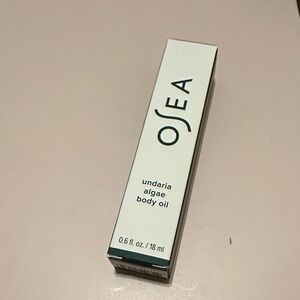 OSEA
undaria
algae
body oil
0.6 fl. oz. / 18 ml